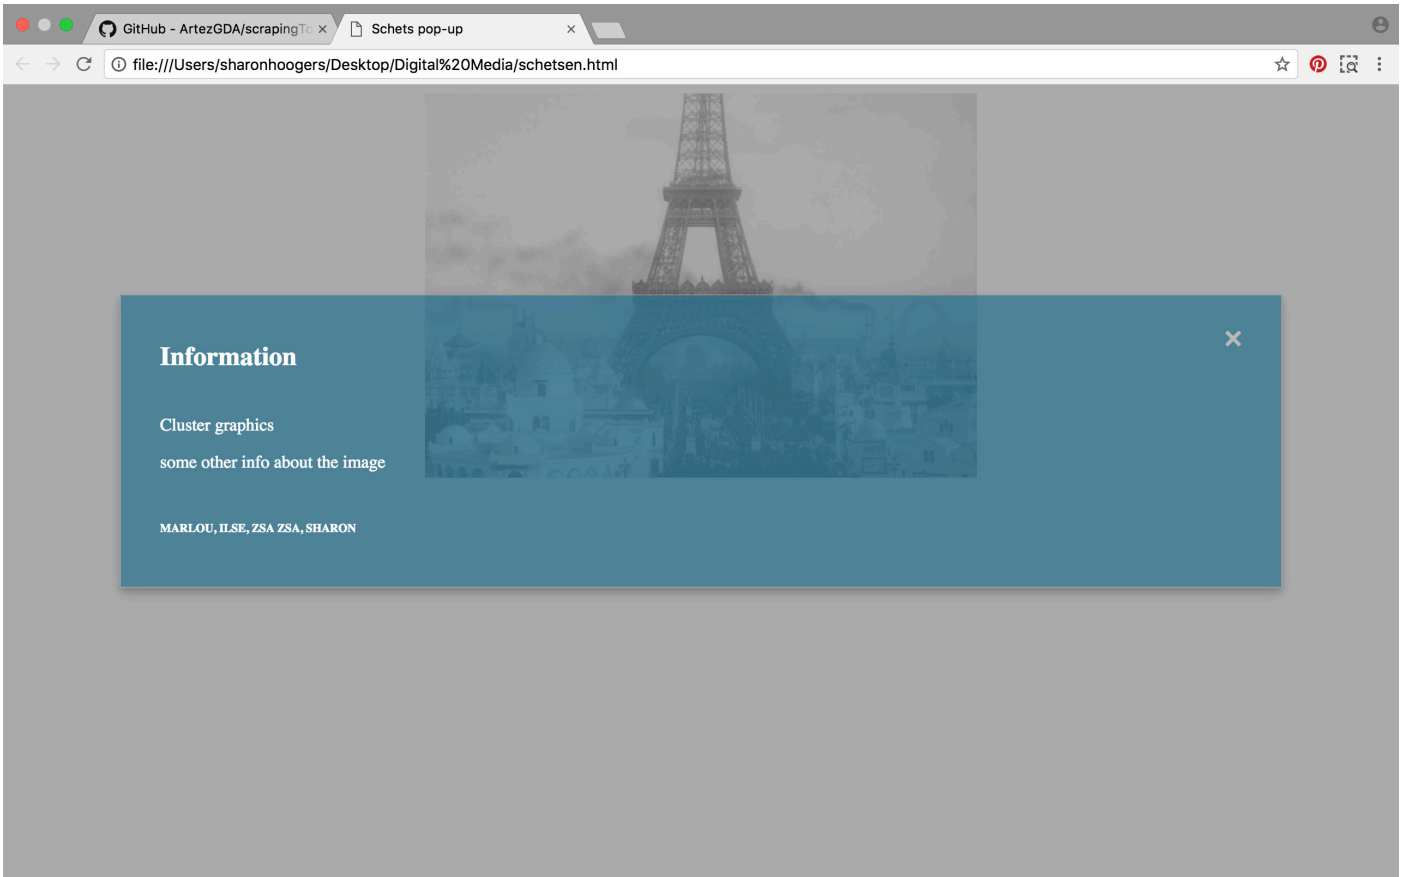 GitHub - ArtezGDA/scrapingTo
Schets pop-up
file:///Users/sharonhoogers/Desktop/Digital%20Media/schetsen.html
Information
Cluster graphics
some other info about the image
MARLOU, ILSE, ZSA ZSA, SHARON